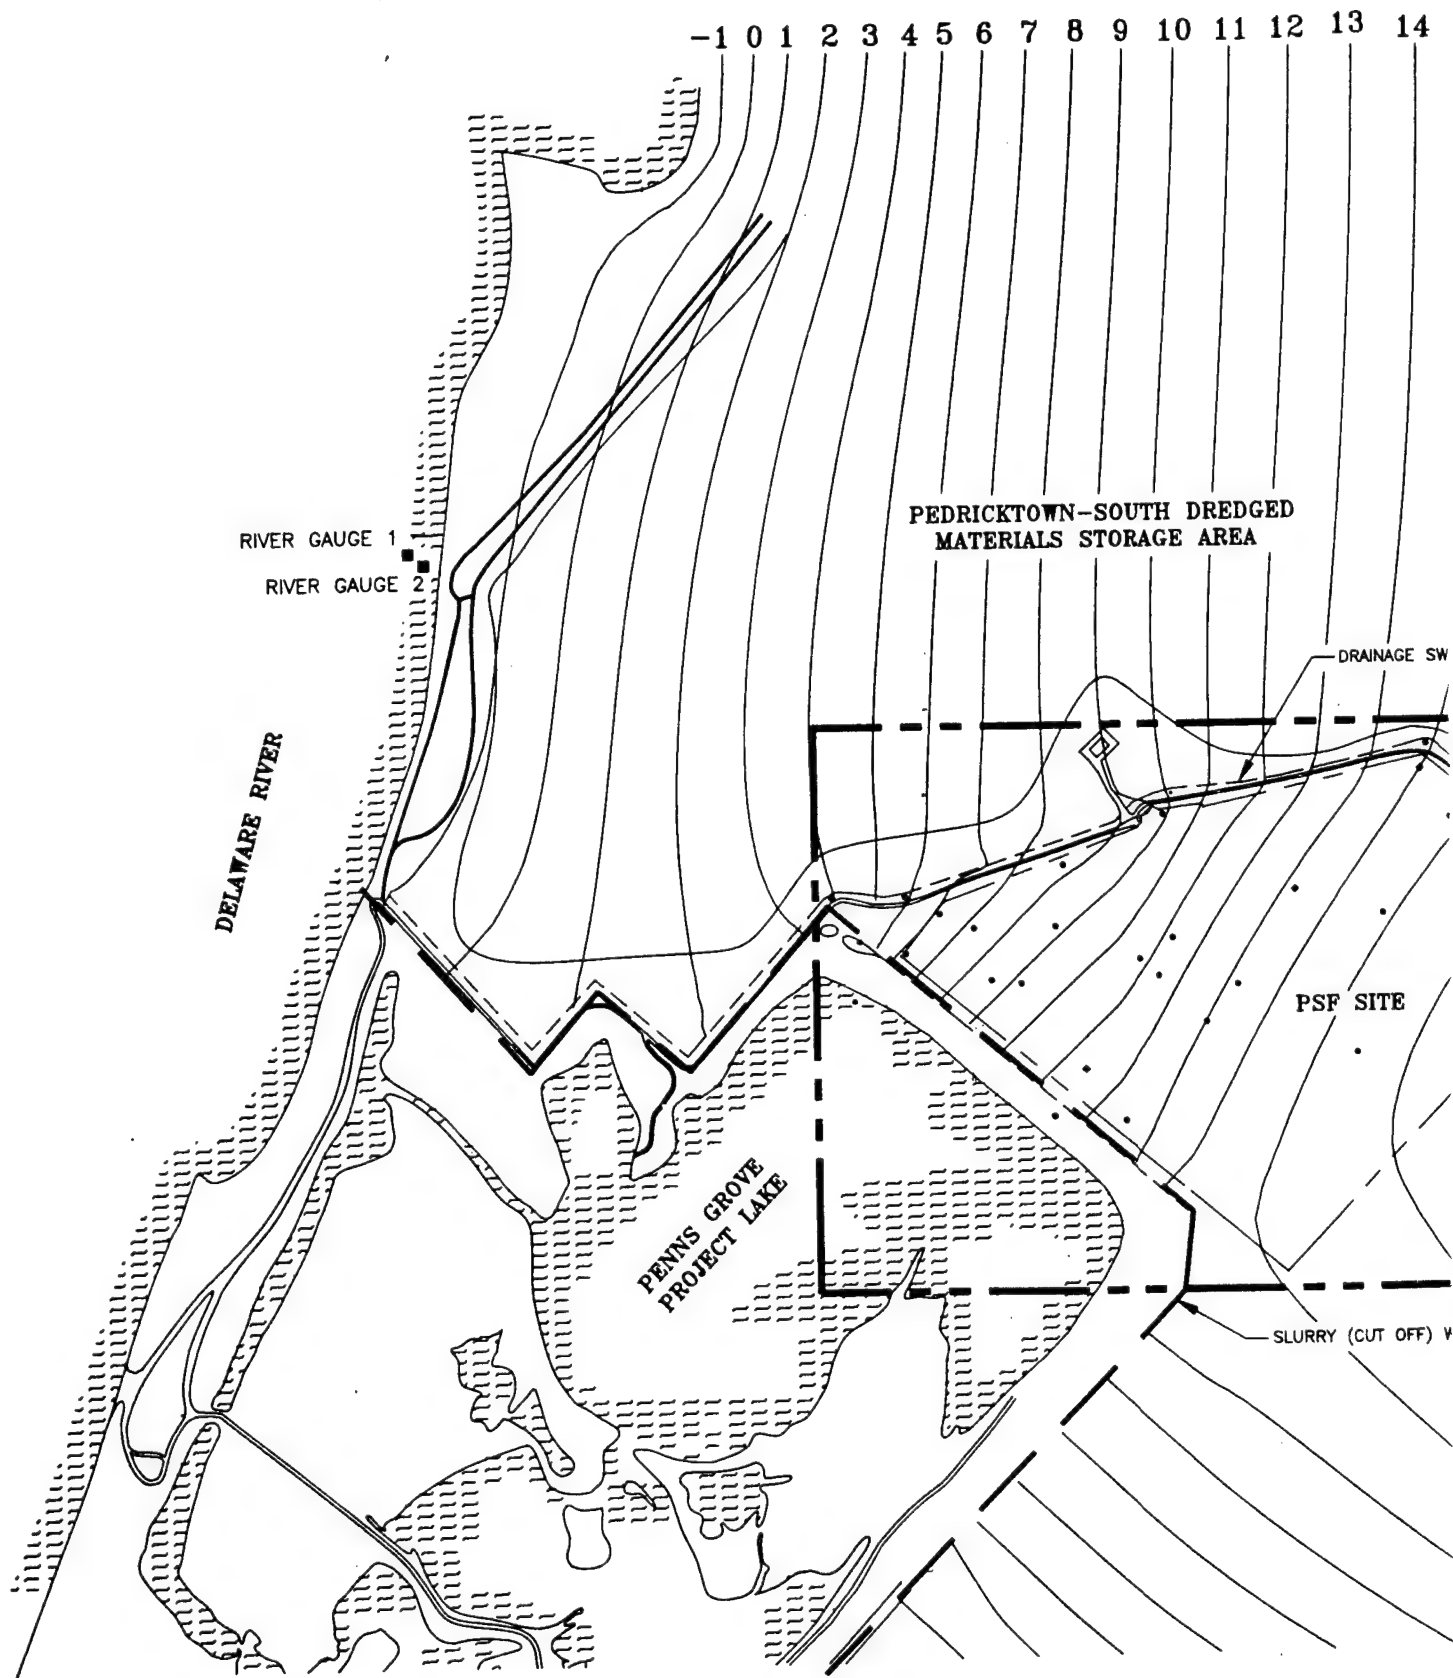 -1 0 1 2 3 4 5 6 7 8 9 10 11 12 13 14
PEDRICKTOWN-SOUTH DREDGED
MATERIALS STORAGE AREA
RIVER GAUGE 1
RIVER GAUGE 2
DRAINAGE SW
DELAWARE RIVER
PSF SITE
PENNS GROVE
PROJECT LAKE
SLURRY (CUT OFF) W